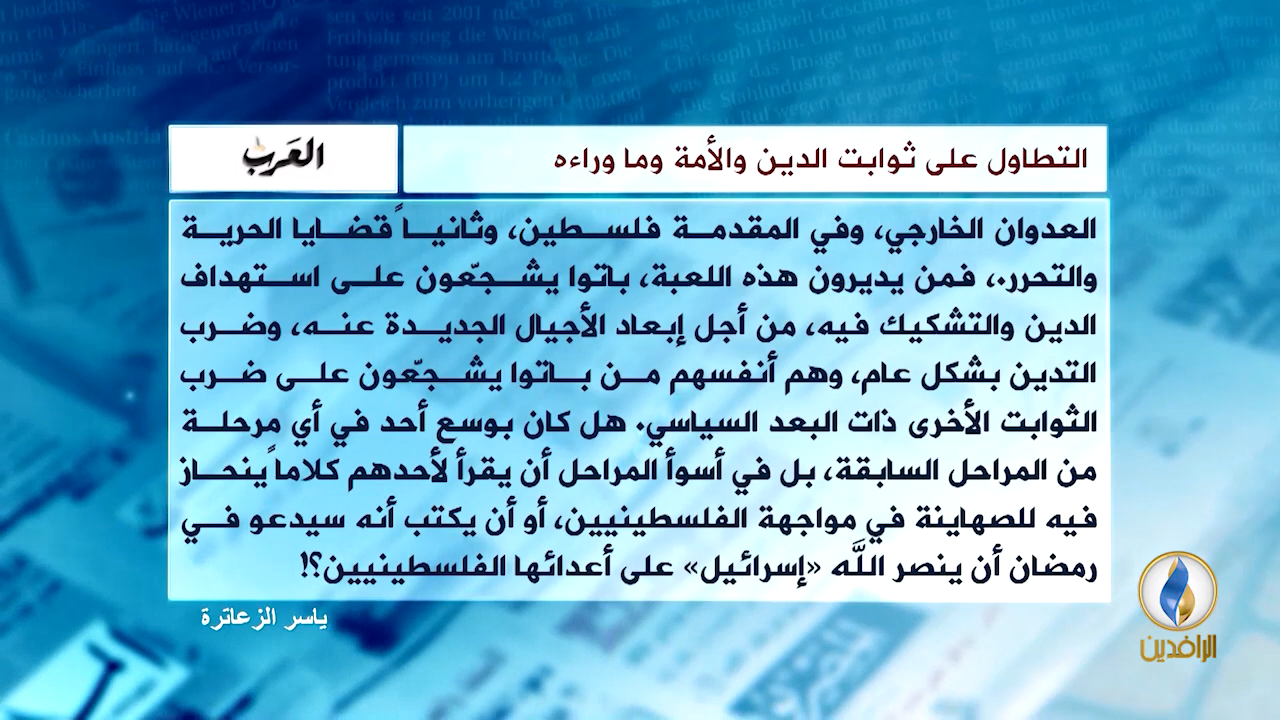 التطاول على ثوابت الدين والأمة وما وراءه
العرب
العدوان الخارجي، وفي المقدمة فلسطين، وثانياً قضايا الحرية
والتحرر.، فمن يديرون هذه اللعبة، باتوا يشجّعون على استهداف
الدين والتشكيك فيه، من أجل إبعاد الأجيال الجديدة عنه، وضرب
التدين بشكل عام، وهم أنفسهم من باتوا يشجّعون على ضرب
الثوابت الأخرى ذات البعد السياسي. هل كان بوسع أحد في أي مرحلة
من المراحل السابقة، بل في أسوأ المراحل أن يقرأ لأحدهم كلاماً ينحاز
فيه للصهاينة في مواجهة الفلسطينيين، أو أن يكتب أنه سيدعو في
رمضان أن ينصر اللَّه «إسرائيل» على أعدائها الفلسطينيين؟!
ياسر الزعاترة
الرافدين